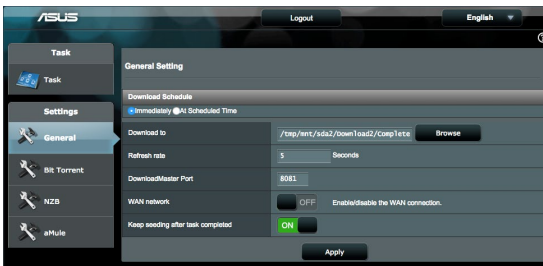 ASUS
Logout
English
Task
Task
Settings
General
Bit Torrent
NZB
aMule
General Setting
Download Schedule
Immediately At Scheduled Time
Download to /tmp/mnt/sda2/Download2/Complete Browse
Refresh rate 5 Seconds
DownloadMaster Port 8081
WAN network OFF Enable/disable the WAN connection.
Keep seeding after task completed ON
Apply